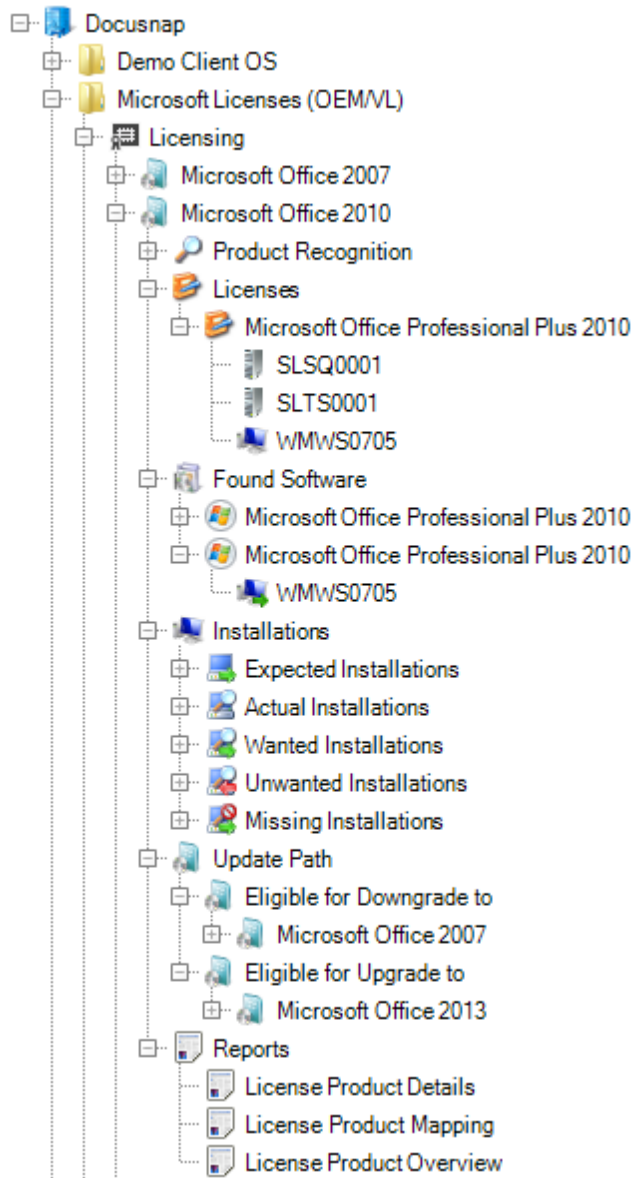 Docusnap
Demo Client OS
Microsoft Licenses (OEM/VL)
Licensing
Microsoft Office 2007
Microsoft Office 2010
Product Recognition
Licenses
Microsoft Office Professional Plus 2010
SLSQ0001
SLTS0001
WMWS0705
Found Software
Microsoft Office Professional Plus 2010
Microsoft Office Professional Plus 2010
WMWS0705
Installations
Expected Installations
Actual Installations
Wanted Installations
Unwanted Installations
Missing Installations
Update Path
Eligible for Downgrade to
Microsoft Office 2007
Eligible for Upgrade to
Microsoft Office 2013
Reports
License Product Details
License Product Mapping
License Product Overview